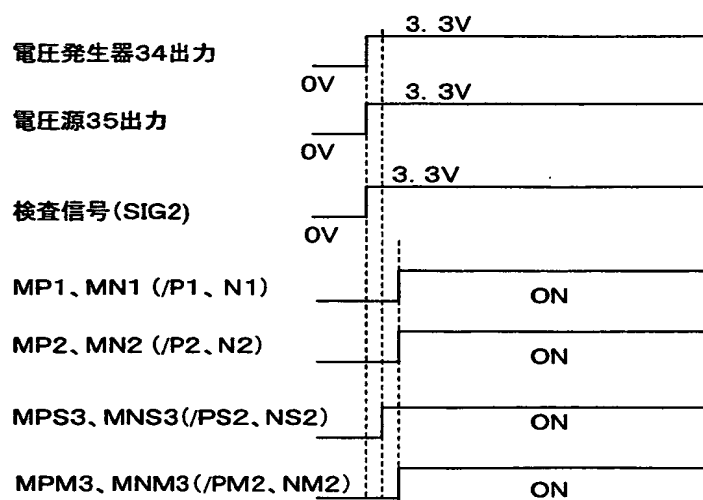 3. 3V
電圧発生器34出力
0V
3. 3V
電圧源35出力
0V
3. 3V
検査信号(SIG2)
0V
MP1、MN1 (/P1、N1)
ON
MP2、MN2 (/P2、N2)
ON
MPS3、MNS3(/PS2、NS2)
ON
MPM3、MNM3(/PM2、NM2)
ON